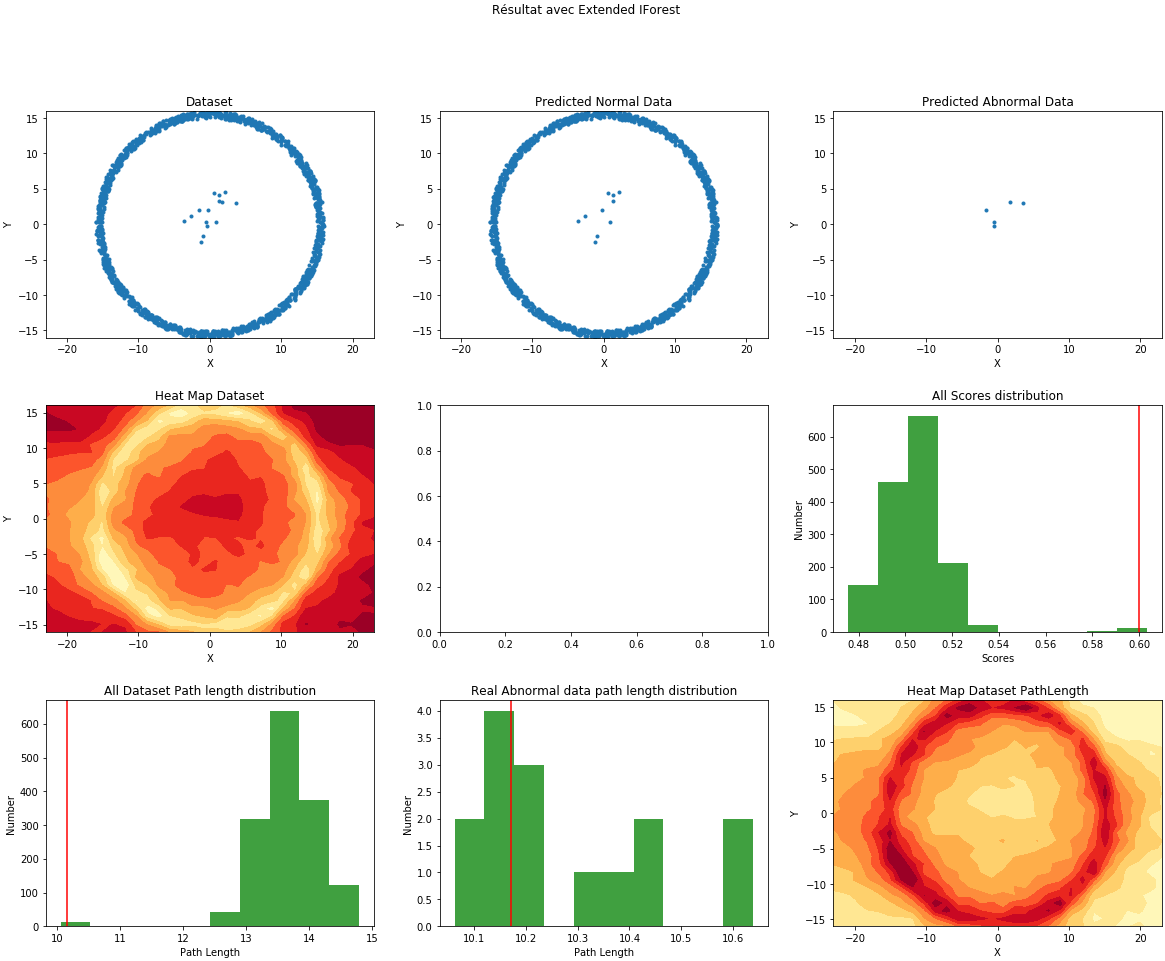 Résultat avec Extended IForest
Dataset
Predicted Normal Data
Predicted Abnormal Data
15
10
5
0
−5
−10
−15
Y
−20 −10 0 10 20
X
15
10
5
0
−5
−10
−15
Y
−20 −10 0 10 20
X
15
10
5
0
−5
−10
−15
Y
−20 −10 0 10 20
X
Heat Map Dataset
15
10
5
0
−5
−10
−15
Y
−20 −10 0 10 20
X
1.0
0.8
0.6
0.4
0.2
0.0
0.0 0.2 0.4 0.6 0.8 1.0
All Scores distribution
600
500
400
300
200
100
0
Number
0.48 0.50 0.52 0.54 0.56 0.58 0.60
Scores
All Dataset Path length distribution
600
500
400
300
200
100
0
Number
10 11 12 13 14 15
Path Length
Real Abnormal data path length distribution
4.0
3.5
3.0
2.5
2.0
1.5
1.0
0.5
0.0
Number
10.1 10.2 10.3 10.4 10.5 10.6
Path Length
Heat Map Dataset PathLength
15
10
5
0
−5
−10
−15
Y
−20 −10 0 10 20
X